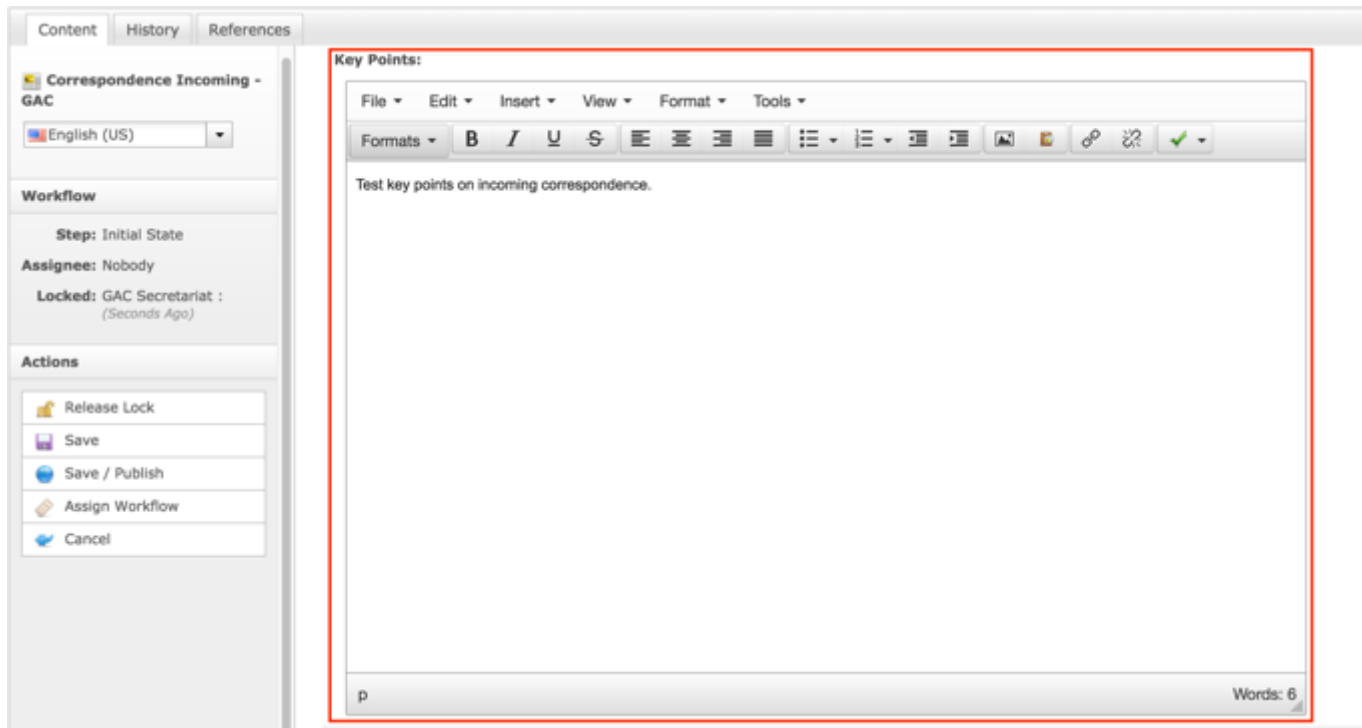 Content History References
Correspondence Incoming -
GAC
English (US)
Workflow
Step: Initial State
Assignee: Nobody
Locked: GAC Secretariat :
(Seconds Ago)
Actions
Release Lock
Save
Save / Publish
Assign Workflow
Cancel
Key Points:
File Edit Insert View Format Tools
Formats B I U S
Test key points on incoming correspondence.
p Words: 6